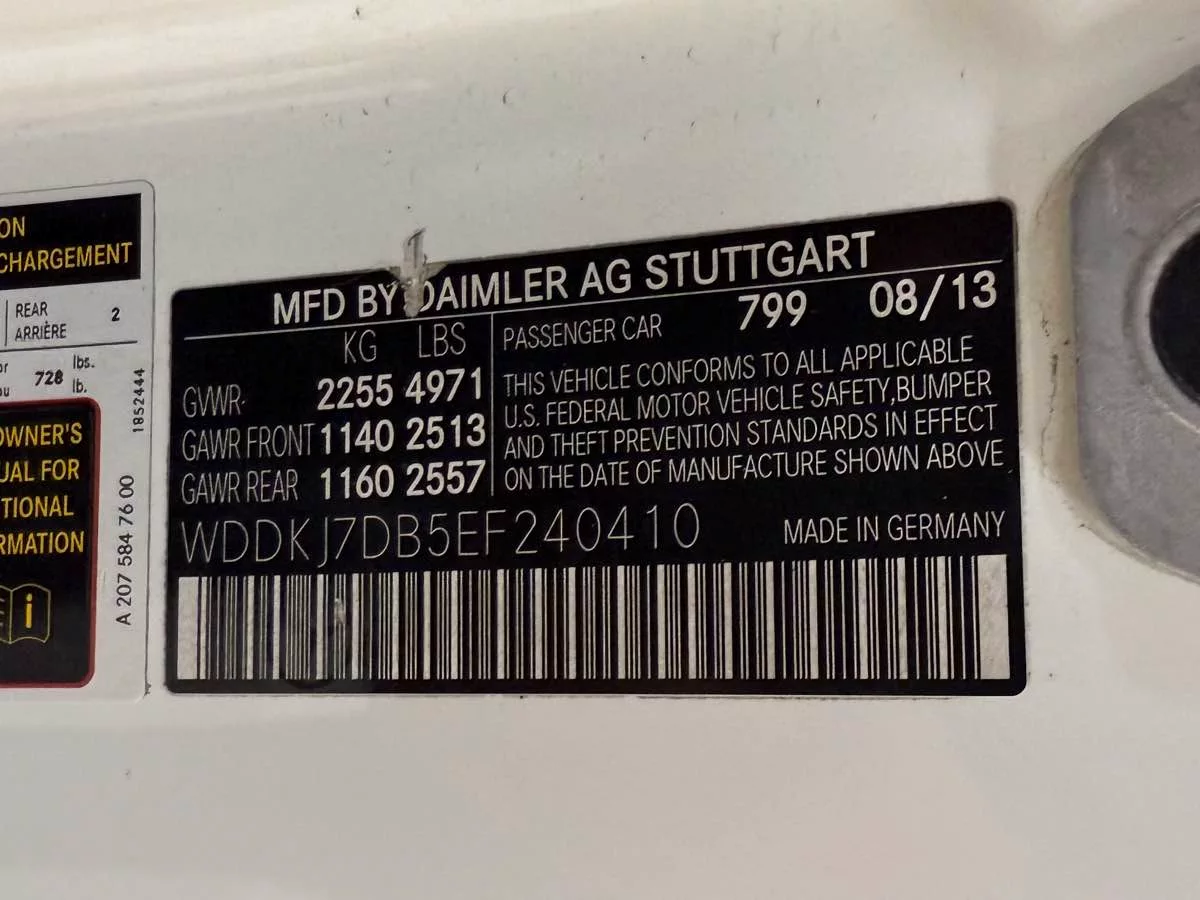 ON
CHARGEMENT
REAR 2
ARRIÈRE
728 lbs.
lb.
OWNER'S
UAL FOR
TIONAL
RMATION
i
1852444
A 207 584 76 00
MFD BY DAIMLER AG STUTTGART
KG LBS
GVWR 2255 4971
GAWR FRONT 1140 2513
GAWR REAR 1160 2557
PASSENGER CAR 799 08/13
THIS VEHICLE CONFORMS TO ALL APPLICABLE
U.S. FEDERAL MOTOR VEHICLE SAFETY,BUMPER
AND THEFT PREVENTION STANDARDS IN EFFECT
ON THE DATE OF MANUFACTURE SHOWN ABOVE
WDDKJ7DB5EF240410
MADE IN GERMANY